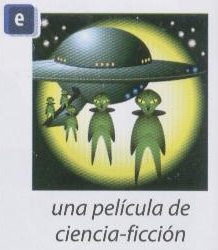 e
una película de
ciencia-ficción